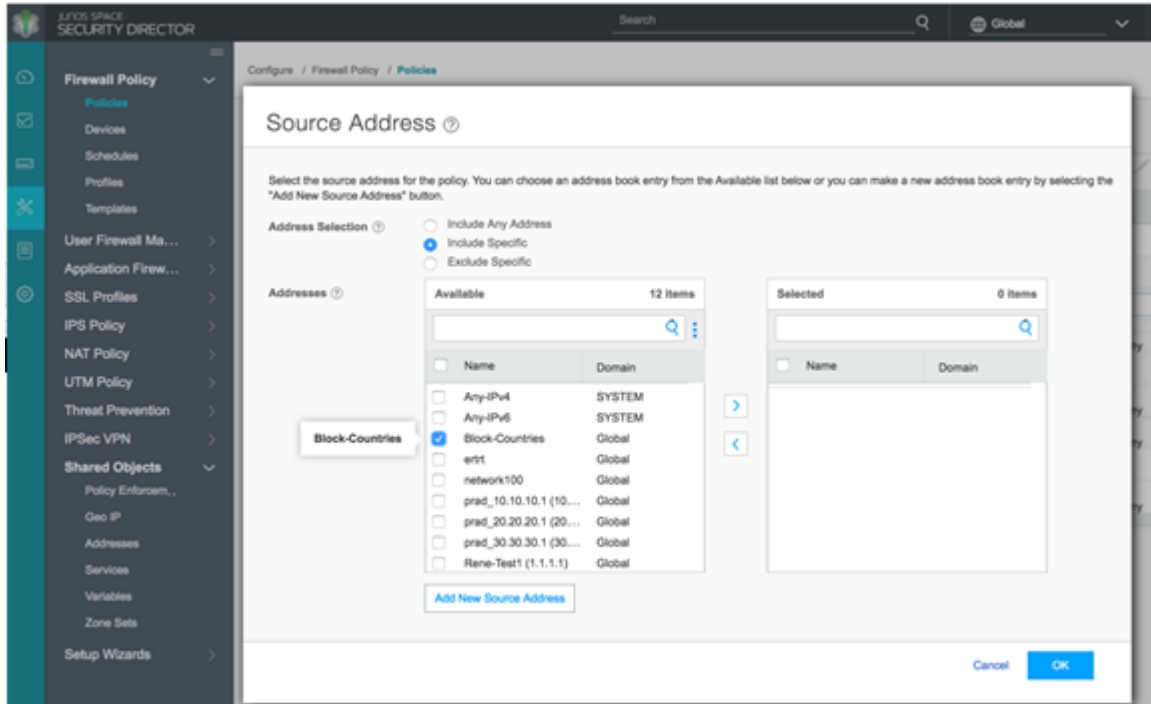 JUNOS SPACE
SECURITY DIRECTOR
Search
Global
Configure / Firewall Policy / Policies
Firewall Policy
Policies
Devices
Schedules
Profiles
Templates
User Firewall Ma...
Application Firew...
SSL Profiles
IPS Policy
NAT Policy
UTM Policy
Threat Prevention
IPSec VPN
Shared Objects
Policy Enforcem...
Geo IP
Addresses
Services
Variables
Zone Sets
Setup Wizards
Source Address
Select the source address for the policy. You can choose an address book entry from the Available list below or you can make a new address book entry by selecting the
"Add New Source Address" button.
Address Selection
Include Any Address
Include Specific
Exclude Specific
Addresses
Available 12 items
Name Domain
Any-IPv4 SYSTEM
Any-IPv6 SYSTEM
Block-Countries
Block-Countries Global
ertrt Global
network100 Global
prad_10.10.10.1 (10.... Global
prad_20.20.20.1 (20.... Global
prad_30.30.30.1 (30.... Global
Rene-Test1 (1.1.1.1) Global
Selected 0 items
Name Domain
Add New Source Address
Cancel OK